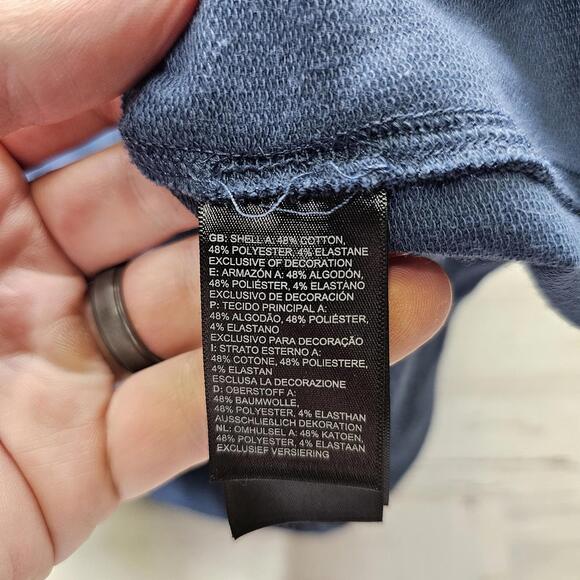 GB: SHELL A: 48% COTTON,
48% POLYESTER, 4% ELASTANE
EXCLUSIVE OF DECORATION
E: ARMAZÓN A: 48% ALGODÓN,
48% POLIÉSTER, 4% ELASTANO
EXCLUSIVO DE DECORACIÓN
P: TECIDO PRINCIPAL A:
48% ALGODÃO, 48% POLIÉSTER,
4% ELASTANO
EXCLUSIVO PARA DECORAÇÃO
I: STRATO ESTERNO A:
48% COTONE, 48% POLIESTERE,
4% ELASTAN
ESCLUSA LA DECORAZIONE
D: OBERSTOFF A:
48% BAUMWOLLE,
48% POLYESTER, 4% ELASTHAN
AUSSCHLIEßLICH DEKORATION
NL: OMHULSEL A: 48% KATOEN,
48% POLYESTER, 4% ELASTAAN
EXCLUSIEF VERSIERING